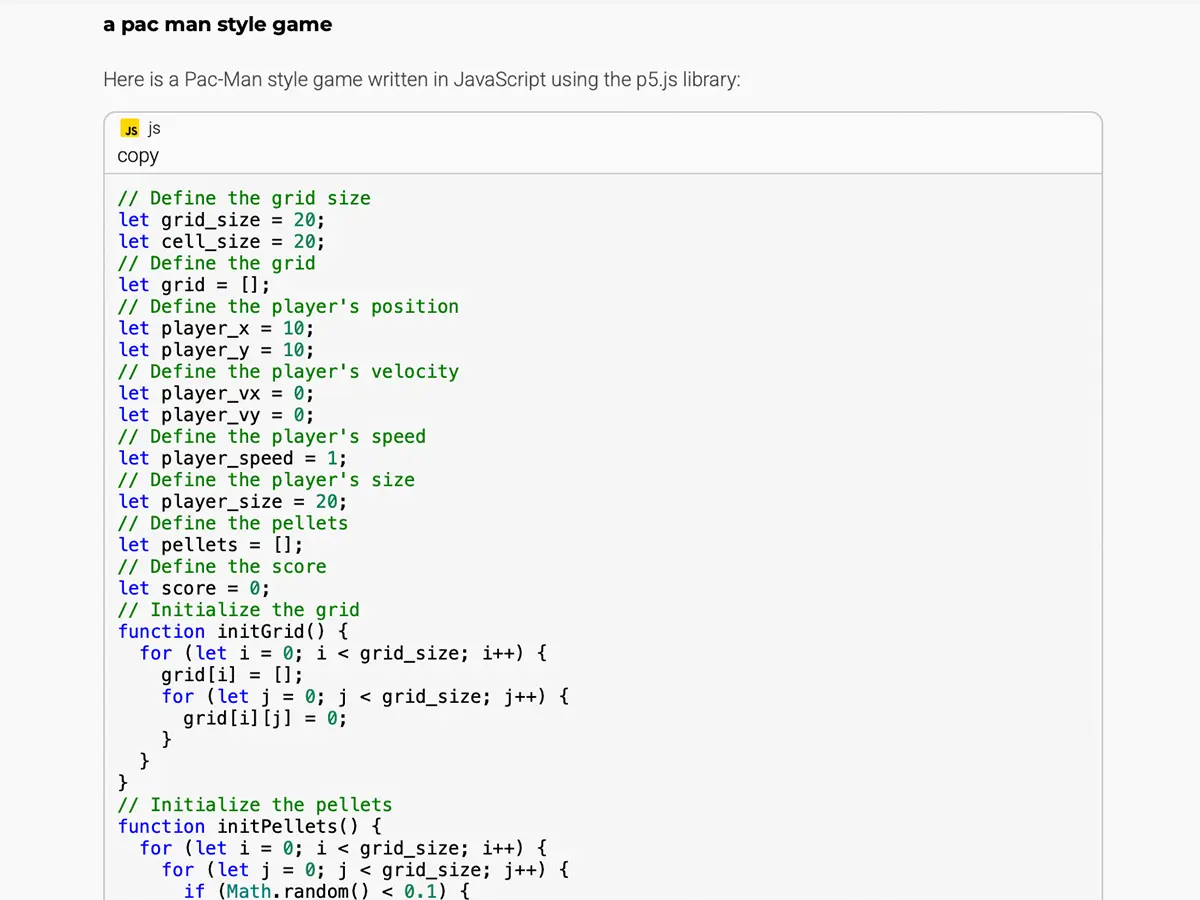 a pac man style game
Here is a Pac-Man style game written in JavaScript using the p5.js library:
JS js
copy
// Define the grid size
let grid_size = 20;
let cell_size = 20;
// Define the grid
let grid = [];
// Define the player's position
let player_x = 10;
let player_y = 10;
// Define the player's velocity
let player_vx = 0;
let player_vy = 0;
// Define the player's speed
let player_speed = 1;
// Define the player's size
let player_size = 20;
// Define the pellets
let pellets = [];
// Define the score
let score = 0;
// Initialize the grid
function initGrid() {
  for (let i = 0; i < grid_size; i++) {
    grid[i] = [];
    for (let j = 0; j < grid_size; j++) {
      grid[i][j] = 0;
    }
  }
}
// Initialize the pellets
function initPellets() {
  for (let i = 0; i < grid_size; i++) {
    for (let j = 0; j < grid_size; j++) {
      if (Math.random() < 0.1) {